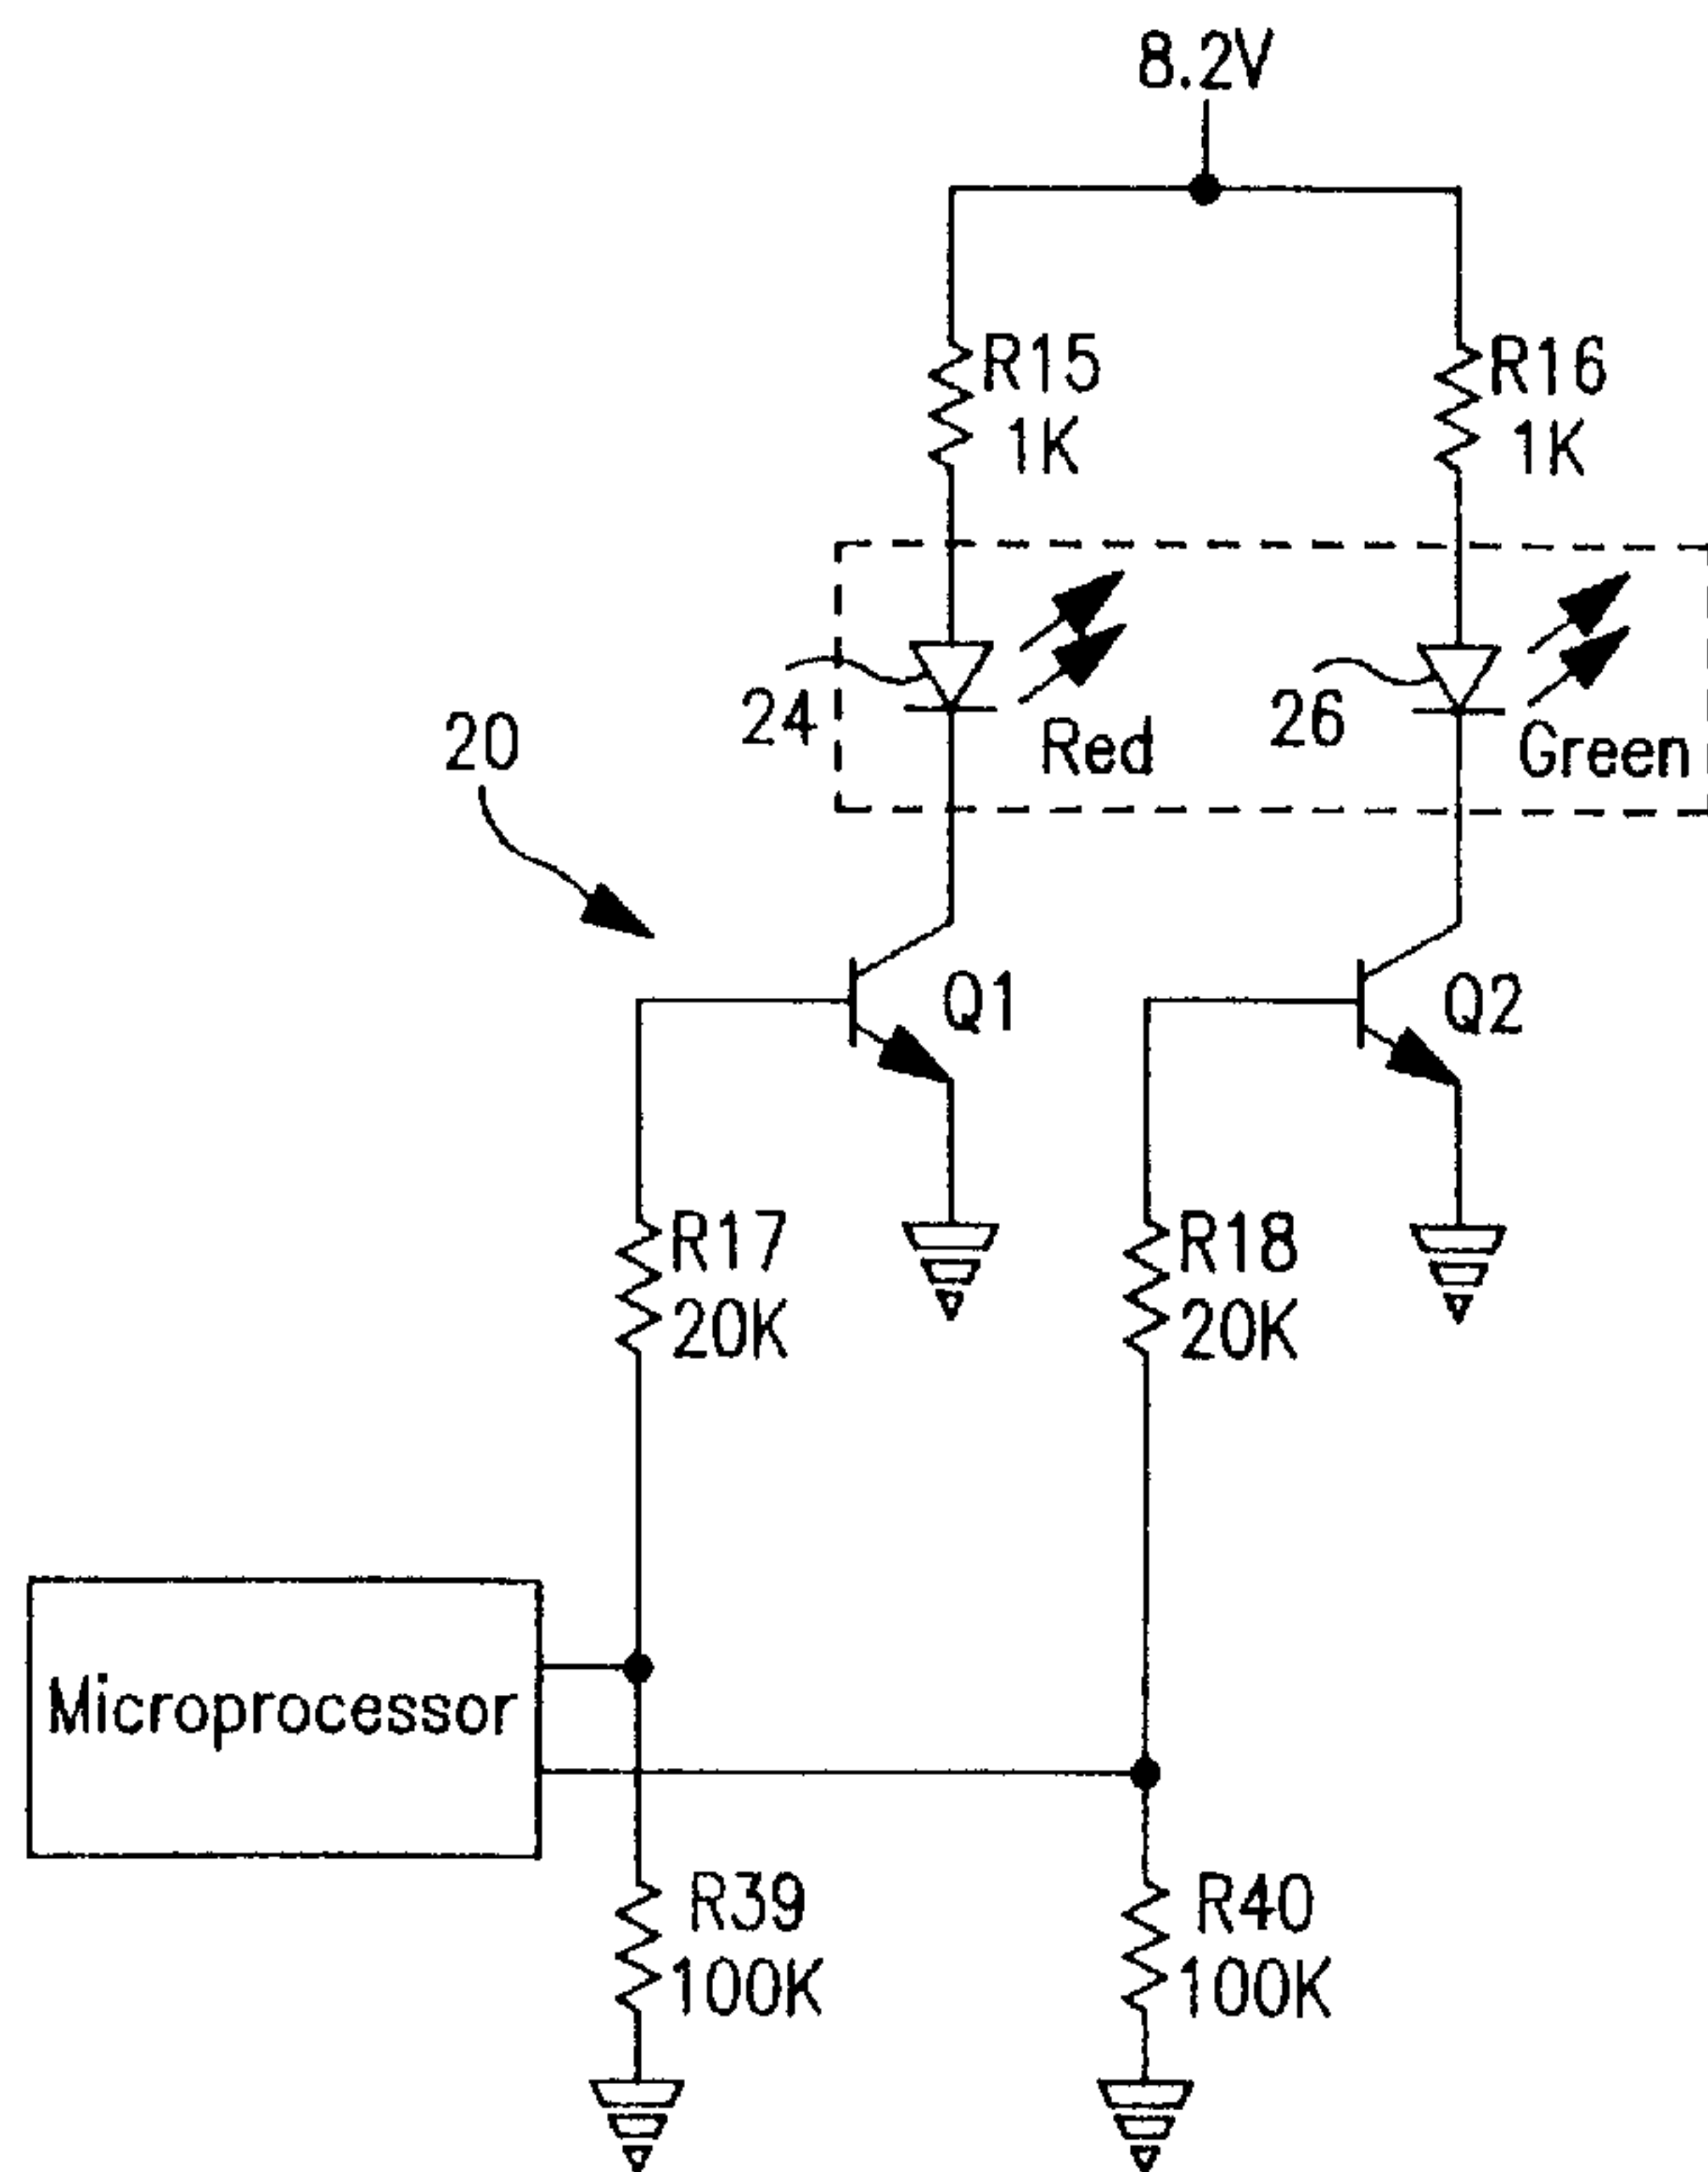 8.2V
R15
1K
R16
1K
24
Red
26
Green
20
Q1
Q2
R17
20K
R18
20K
Microprocessor
R39
100K
R40
100K